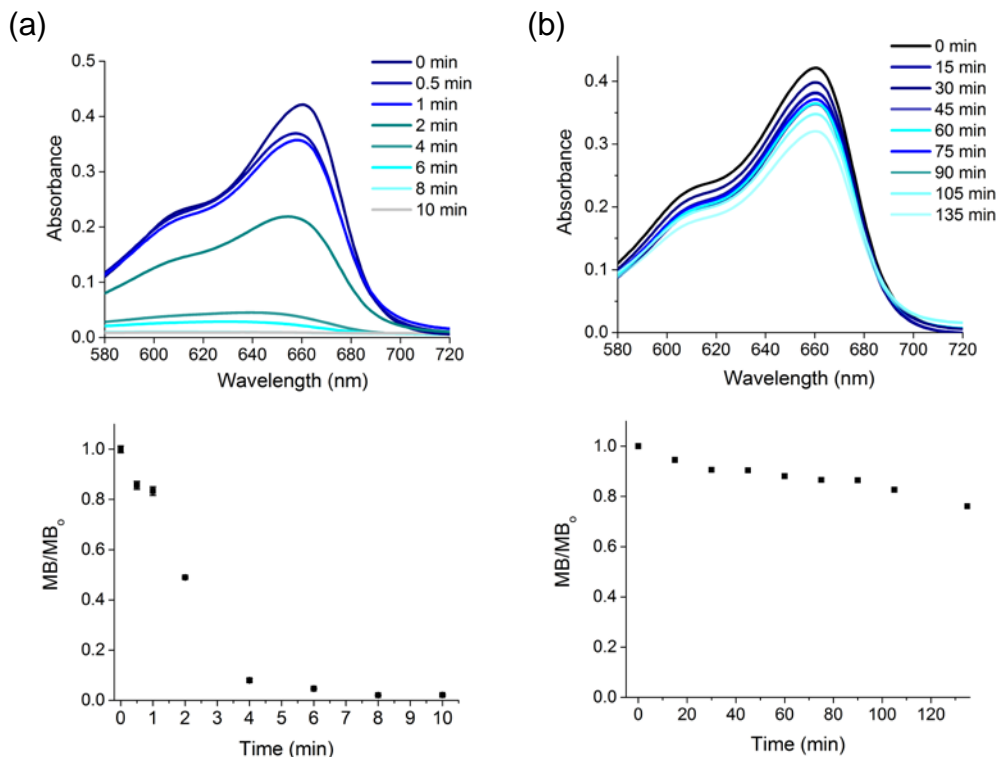 (a)
0.5
0.4
0.3
0.2
0.1
0.0
Absorbance
580 600 620 640 660 680 700 720
Wavelength (nm)
0 min
0.5 min
1 min
2 min
4 min
6 min
8 min
10 min
(b)
0.4
0.3
0.2
0.1
0.0
Absorbance
580 600 620 640 660 680 700 720
Wavelength (nm)
0 min
15 min
30 min
45 min
60 min
75 min
90 min
105 min
135 min
1.0
0.8
0.6
0.4
0.2
0.0
MB/MBo
0 1 2 3 4 5 6 7 8 9 10
Time (min)
1.0
0.8
0.6
0.4
0.2
0.0
MB/MBo
0 20 40 60 80 100 120
Time (min)